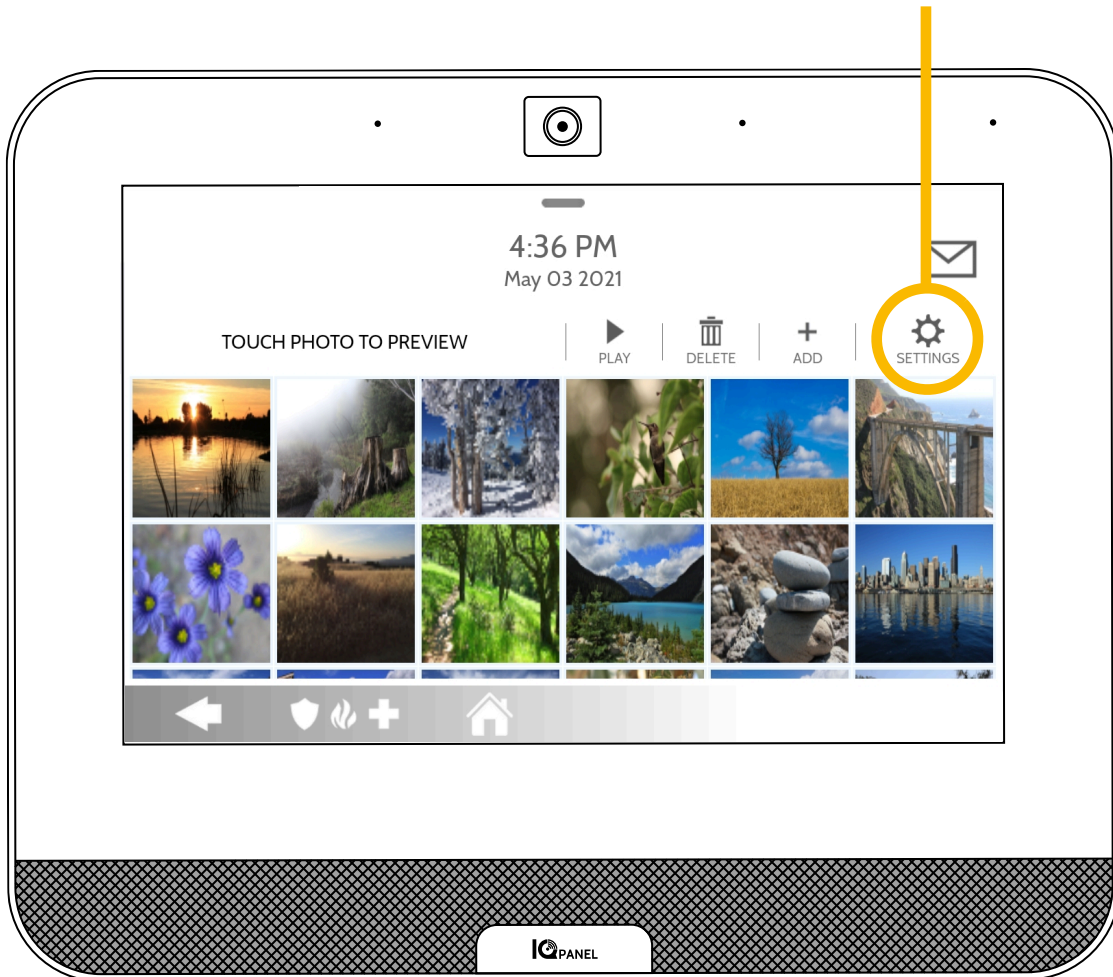 4:36 PM
May 03 2021
TOUCH PHOTO TO PREVIEW
PLAY
DELETE
ADD
SETTINGS
IQ PANEL